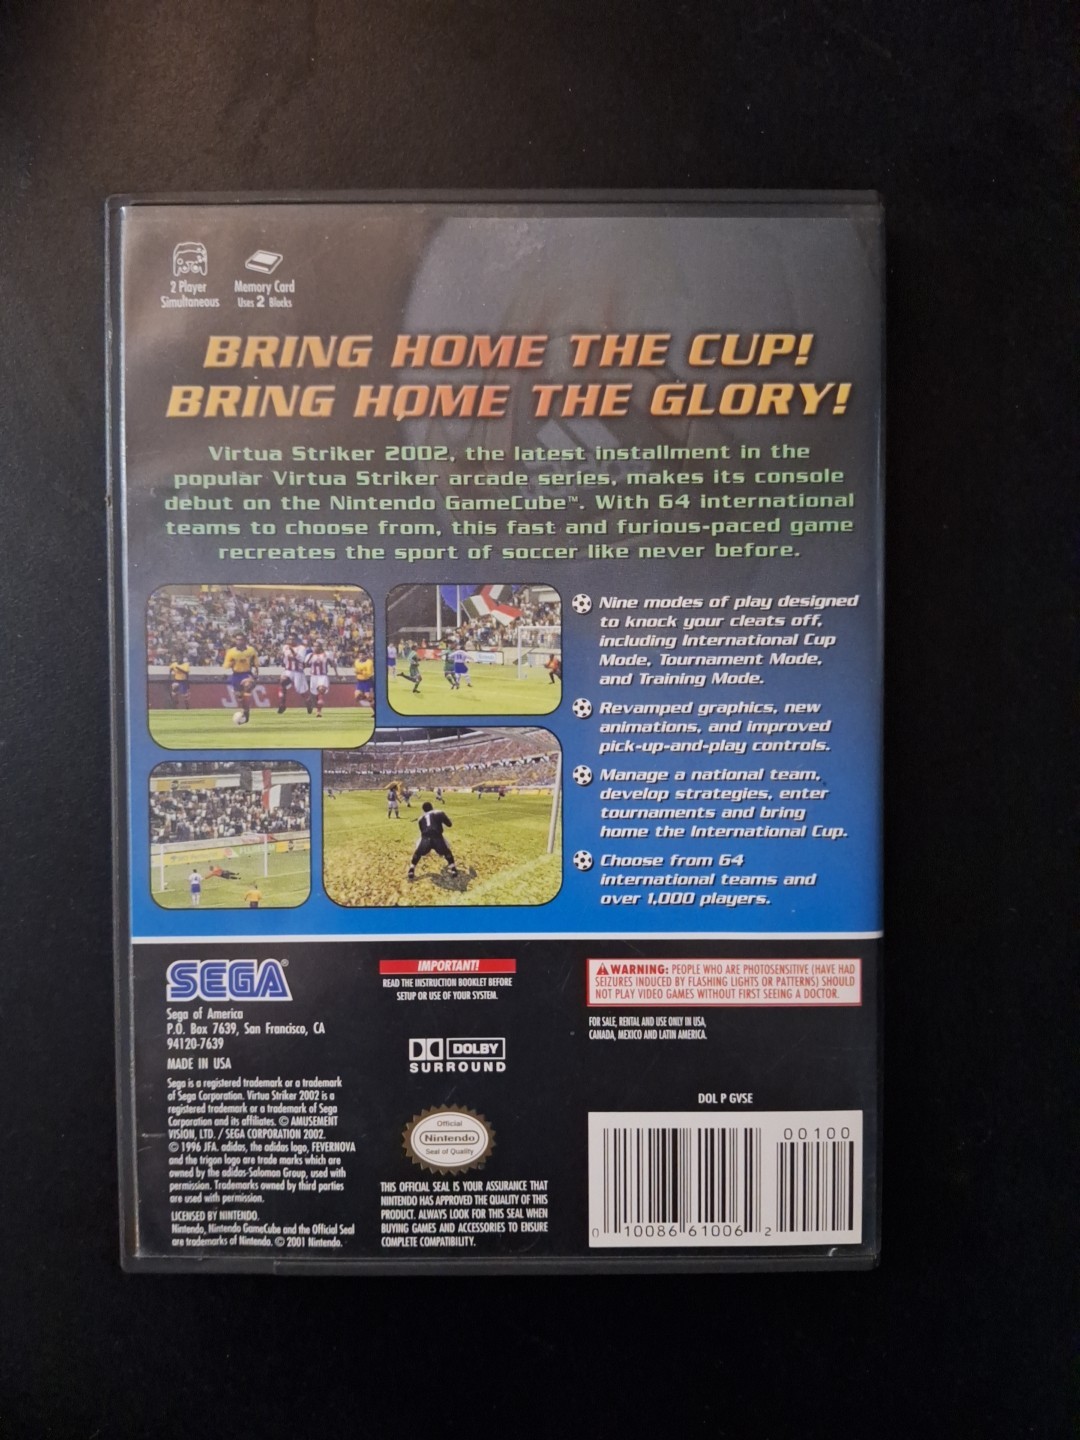 2 Player
Simultaneous
Memory Card
Uses 2 Blocks
BRING HOME THE CUP!
BRING HOME THE GLORY!
Virtua Striker 2002, the latest installment in the
popular Virtua Striker arcade series, makes its console
debut on the Nintendo GameCube™. With 64 international
teams to choose from, this fast and furious-paced game
recreates the sport of soccer like never before.
Nine modes of play designed
to knock your cleats off,
including International Cup
Mode, Tournament Mode,
and Training Mode.
Revamped graphics, new
animations, and improved
pick-up-and-play controls.
Manage a national team,
develop strategies, enter
tournaments and bring
home the International Cup.
Choose from 64
international teams and
over 1,000 players.
SEGA®
Sega of America
P.O. Box 7639, San Francisco, CA
94120-7639
MADE IN USA
Sega is a registered trademark or a trademark
of Sega Corporation. Virtua Striker 2002 is a
registered trademark or a trademark of Sega
Corporation and its affiliates. © AMUSEMENT
VISION, LTD. / SEGA CORPORATION 2002.
© 1996 JFA. adidas, the adidas logo, FEVERNOVA
and the trigon logo are trade marks which are
owned by the adidas-Salomon Group, used with
permission. Trademarks owned by third parties
are used with permission.
LICENSED BY NINTENDO.
Nintendo, Nintendo GameCube and the Official Seal
are trademarks of Nintendo. © 2001 Nintendo.
IMPORTANT!
READ THE INSTRUCTION BOOKLET BEFORE
SETUP OR USE OF YOUR SYSTEM.
DOLBY
SURROUND
Official
Nintendo
Seal of Quality
THIS OFFICIAL SEAL IS YOUR ASSURANCE THAT
NINTENDO HAS APPROVED THE QUALITY OF THIS
PRODUCT. ALWAYS LOOK FOR THIS SEAL WHEN
BUYING GAMES AND ACCESSORIES TO ENSURE
COMPLETE COMPATIBILITY.
WARNING: PEOPLE WHO ARE PHOTOSENSITIVE (HAVE HAD
SEIZURES INDUCED BY FLASHING LIGHTS OR PATTERNS) SHOULD
NOT PLAY VIDEO GAMES WITHOUT FIRST SEEING A DOCTOR.
FOR SALE, RENTAL AND USE ONLY IN USA,
CANADA, MEXICO AND LATIN AMERICA.
DOL P GVSE
00100
0 10086 61006 2